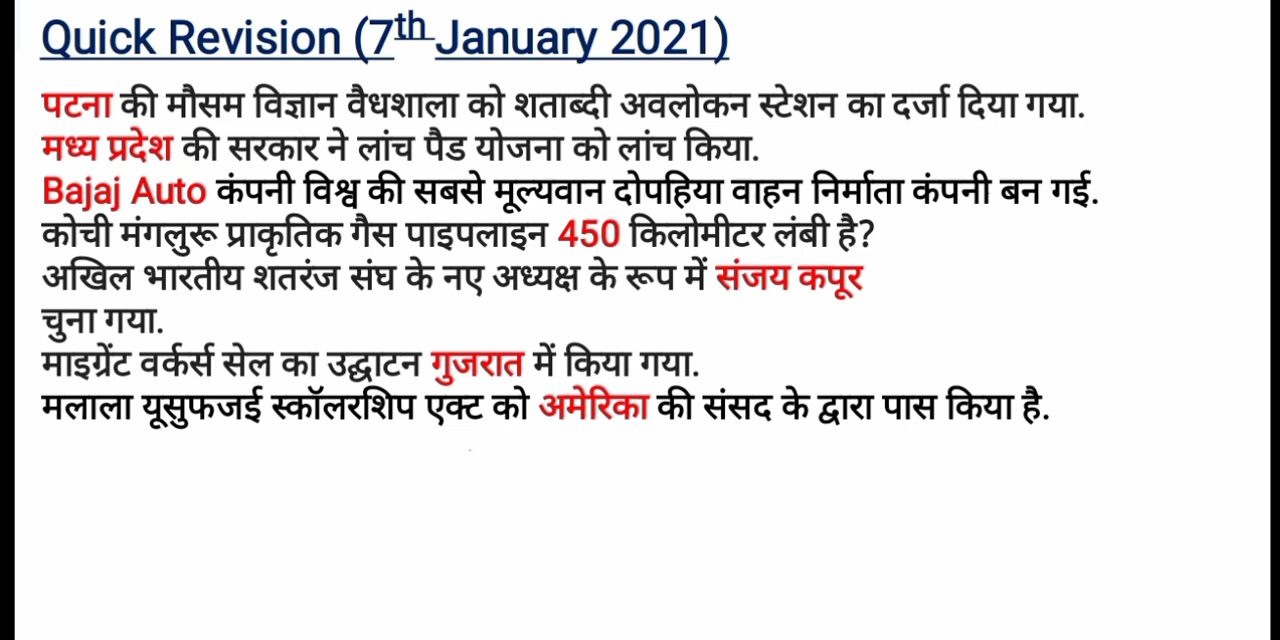 Quick Revision (7th January 2021)
पटना की मौसम विज्ञान वैधशाला को शताब्दी अवलोकन स्टेशन का दर्जा दिया गया.
मध्य प्रदेश की सरकार ने लांच पैड योजना को लांच किया.
Bajaj Auto कंपनी विश्व की सबसे मूल्यवान दोपहिया वाहन निर्माता कंपनी बन गई.
कोची मंगलुरू प्राकृतिक गैस पाइपलाइन 450 किलोमीटर लंबी है?
अखिल भारतीय शतरंज संघ के नए अध्यक्ष के रूप में संजय कपूर
चुना गया.
माइग्रेंट वर्कर्स सेल का उद्घाटन गुजरात में किया गया.
मलाला यूसुफजई स्कॉलरशिप एक्ट को अमेरिका की संसद के द्वारा पास किया है.